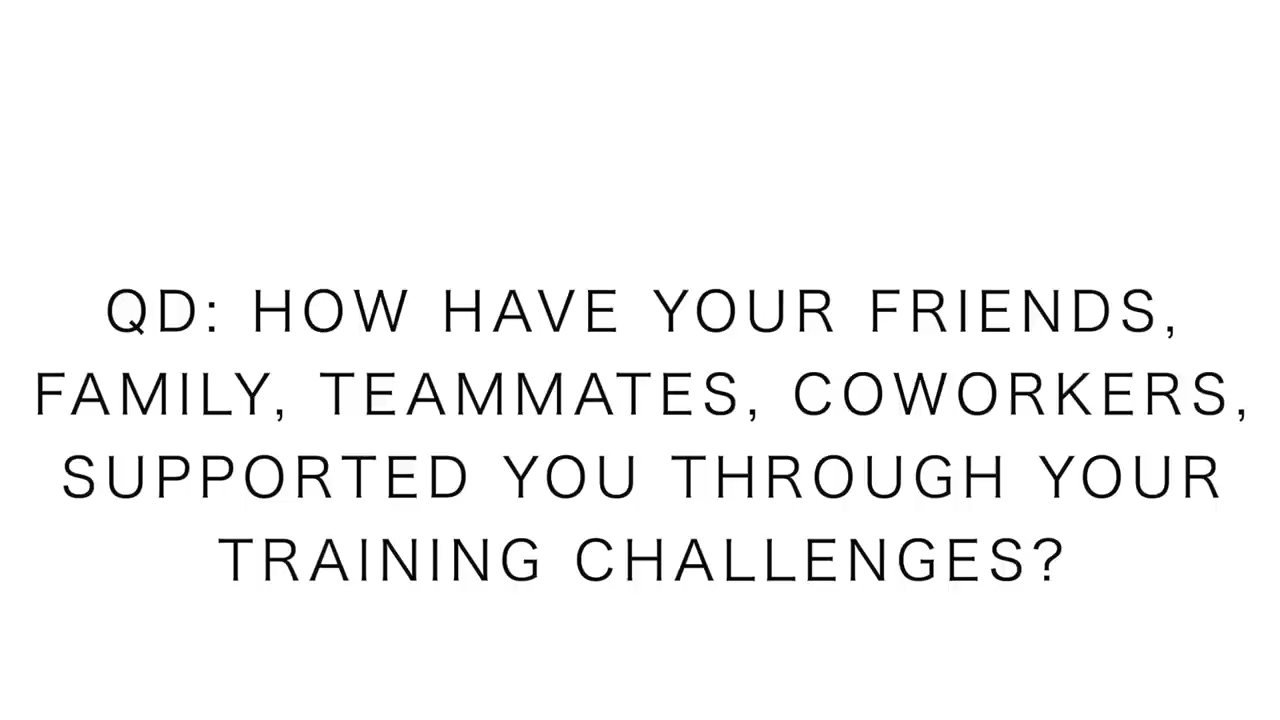 QD: HOW HAVE YOUR FRIENDS,
FAMILY, TEAMMATES, COWORKERS,
SUPPORTED YOU THROUGH YOUR
TRAINING CHALLENGES?